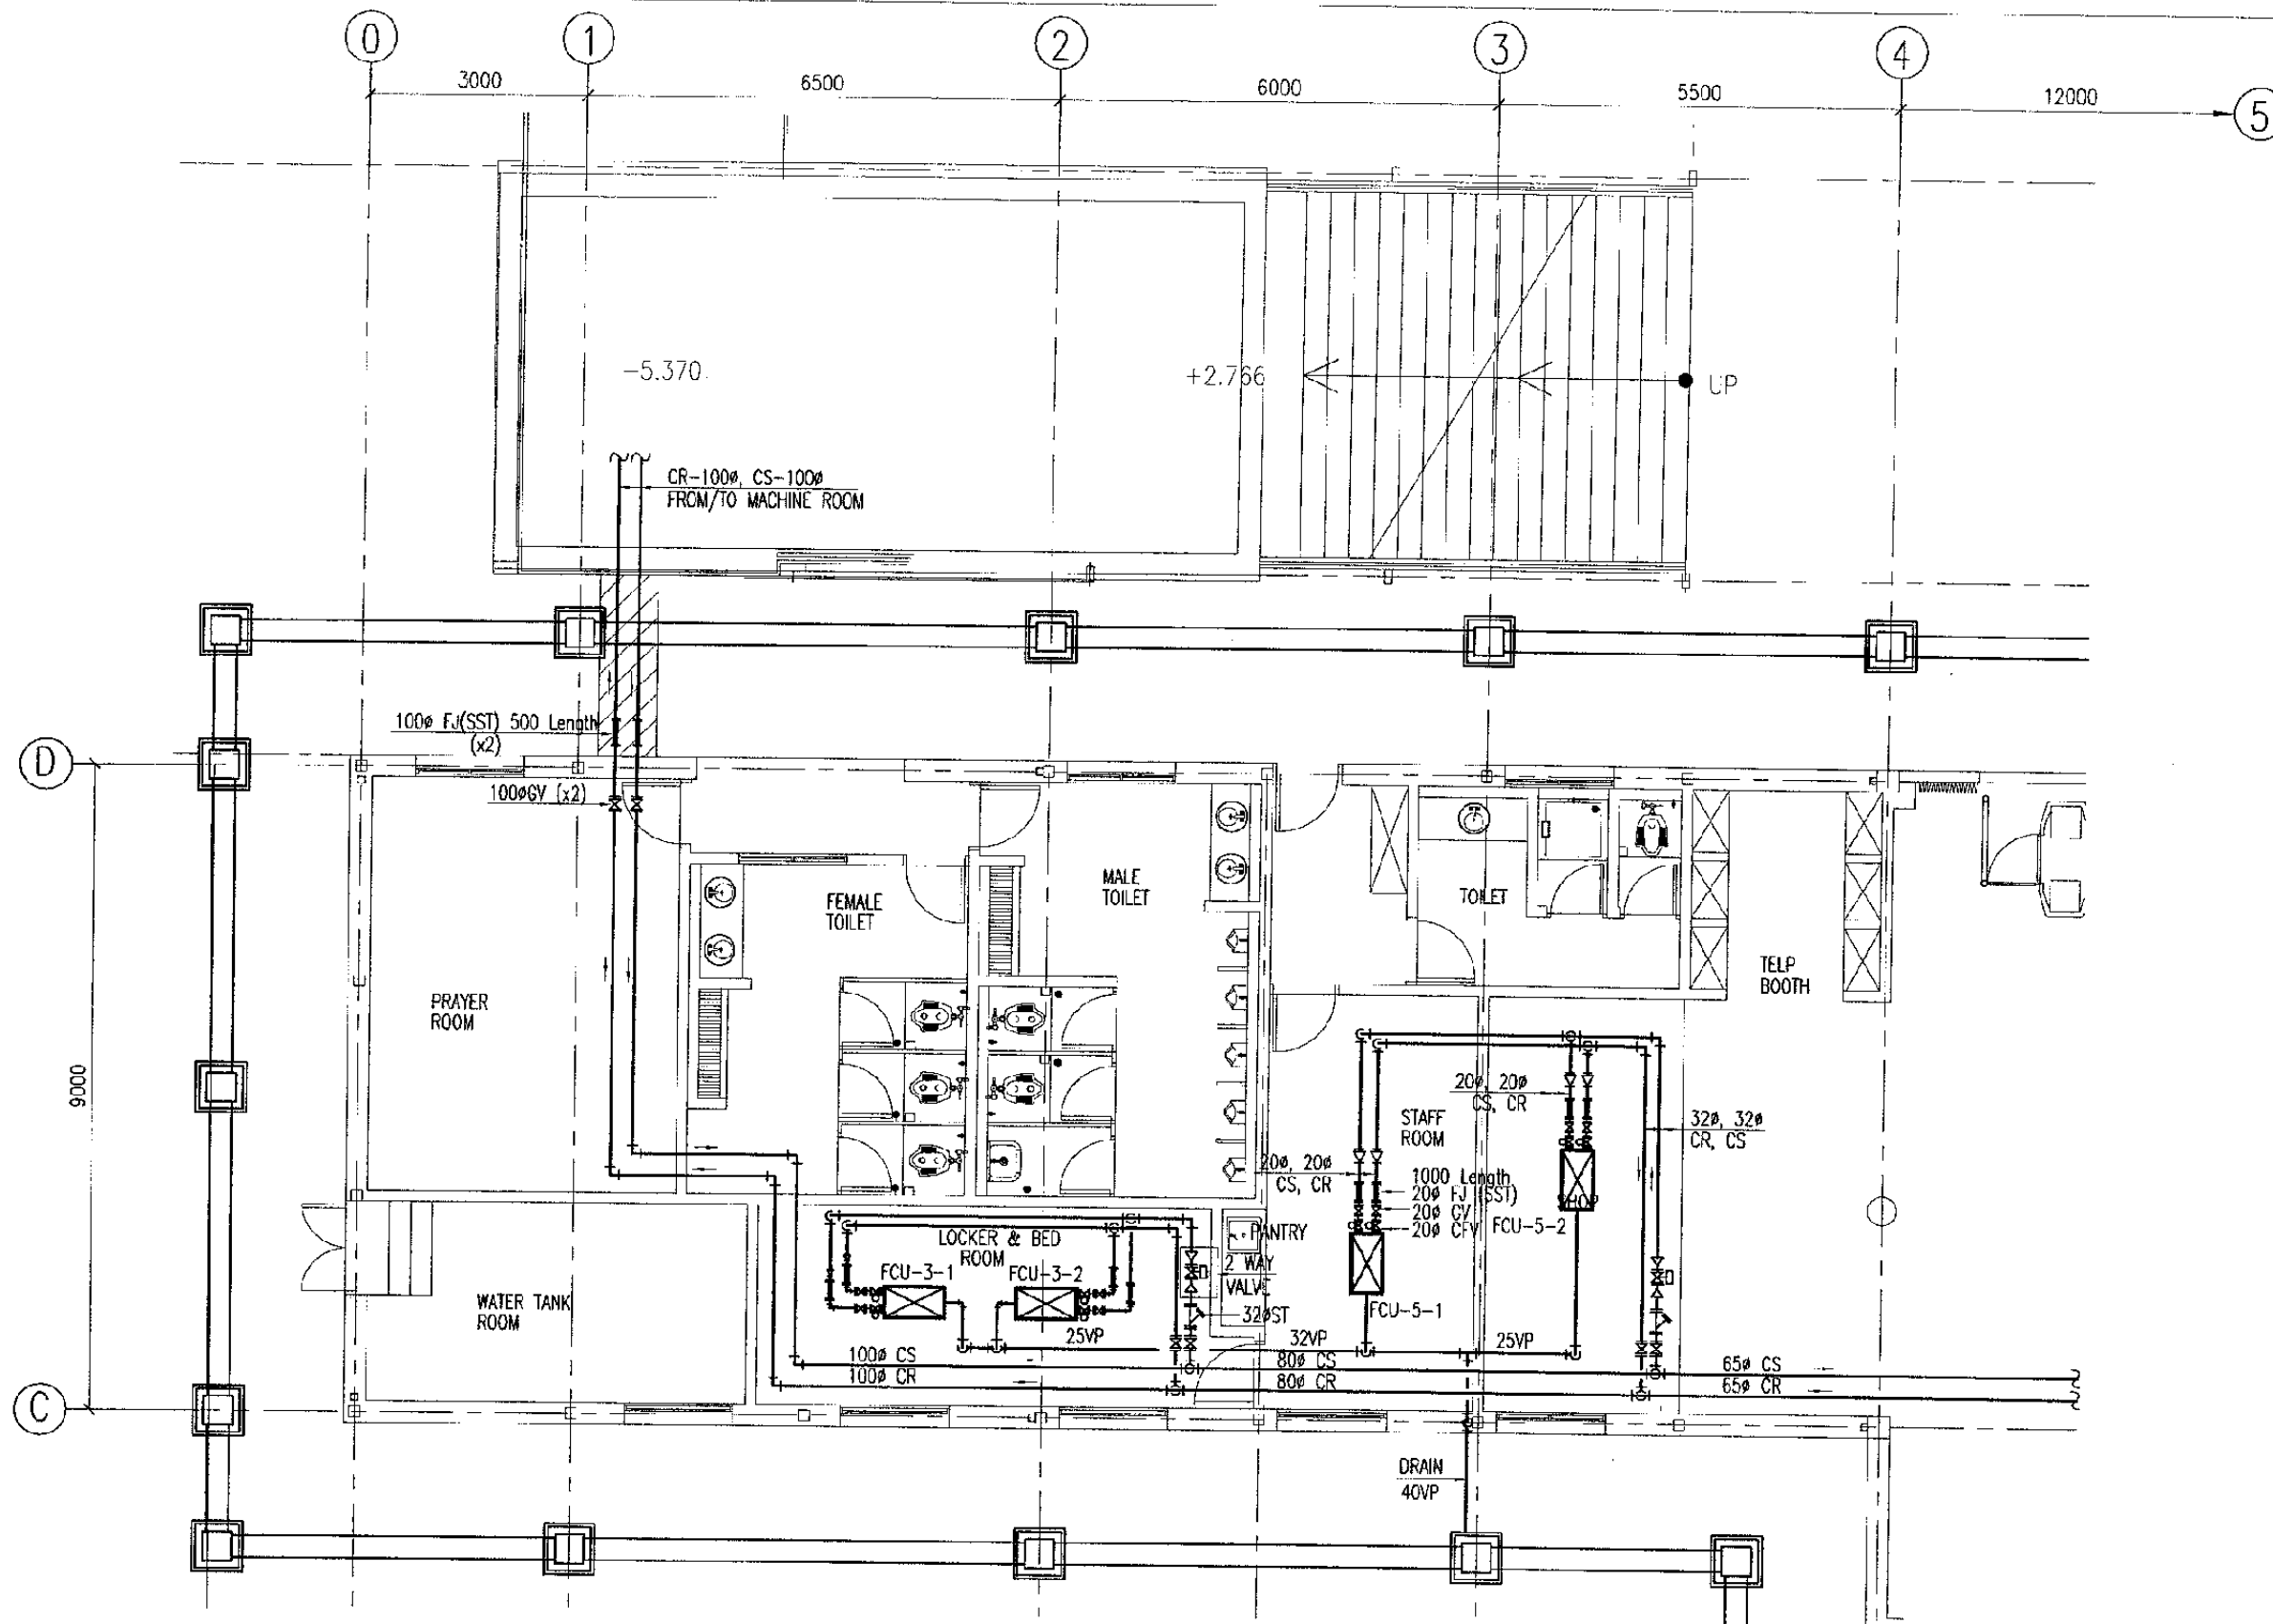 0
1
2
3
4
5
3000
6500
6000
5500
12000
-5.370
+2.766
UP
CR-100ø, CS-100ø
FROM/TO MACHINE ROOM
100ø FJ(SST) 500 Length
(x2)
D
100øGV (x2)
MALE
TOILET
FEMALE
TOILET
TOILET
TELP
BOOTH
PRAYER
ROOM
9000
20ø, 20ø
CS, CR
STAFF
ROOM
32ø, 32ø
CR, CS
20ø, 20ø
CS, CR
1000 Length
20ø FJ (SST)
20ø GV
20ø CFV
SHOP
FCU-5-2
PANTRY
LOCKER & BED
ROOM
2 WAY
VALVE
FCU-3-1
FCU-3-2
WATER TANK
ROOM
32øST
FCU-5-1
25VP
32VP
25VP
100ø CS
80ø CS
65ø CS
100ø CR
80ø CR
65ø CR
C
DRAIN
40VP